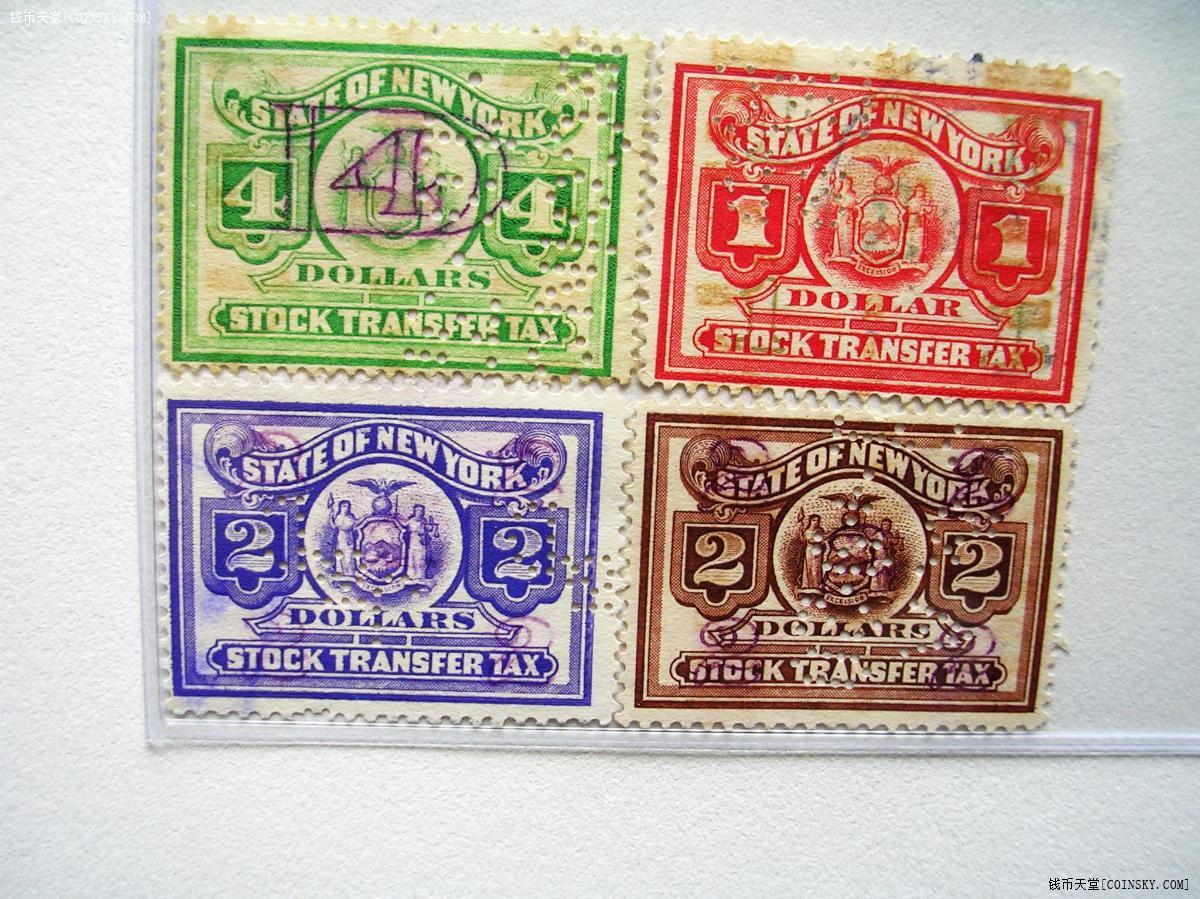 钱币天堂[COINSKY.COM]
STATE OF NEW YORK
4 4
DOLLARS
STOCK TRANSFER TAX
4
STATE OF NEW YORK
1 1
EXCELSIOR
DOLLAR
STOCK TRANSFER TAX
STATE OF NEW YORK
2 2
DOLLARS
STOCK TRANSFER TAX
STATE OF NEW YORK
2 2
EXCELSIOR
DOLLARS
STOCK TRANSFER TAX
钱币天堂[COINSKY.COM]